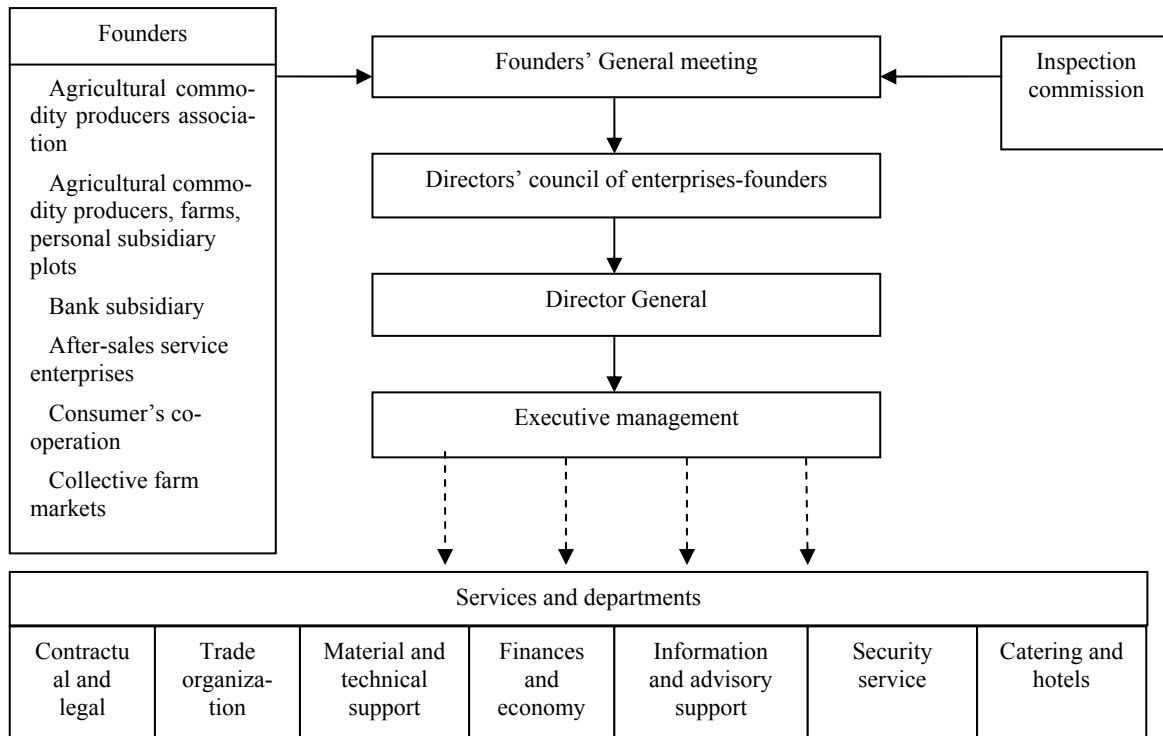 Founders
Agricultural commo-
dity producers associa-
tion
Agricultural commo-
dity producers, farms,
personal subsidiary
plots
Bank subsidiary
After-sales service
enterprises
Consumer’s co-
operation
Collective farm
markets
Founders’ General meeting
Inspection
commission
Directors’ council of enterprises-founders
Director General
Executive management
Services and departments
Contractu
al and
legal
Trade
organiza-
tion
Material and
technical
support
Finances
and
economy
Information
and advisory
support
Security
service
Catering and
hotels